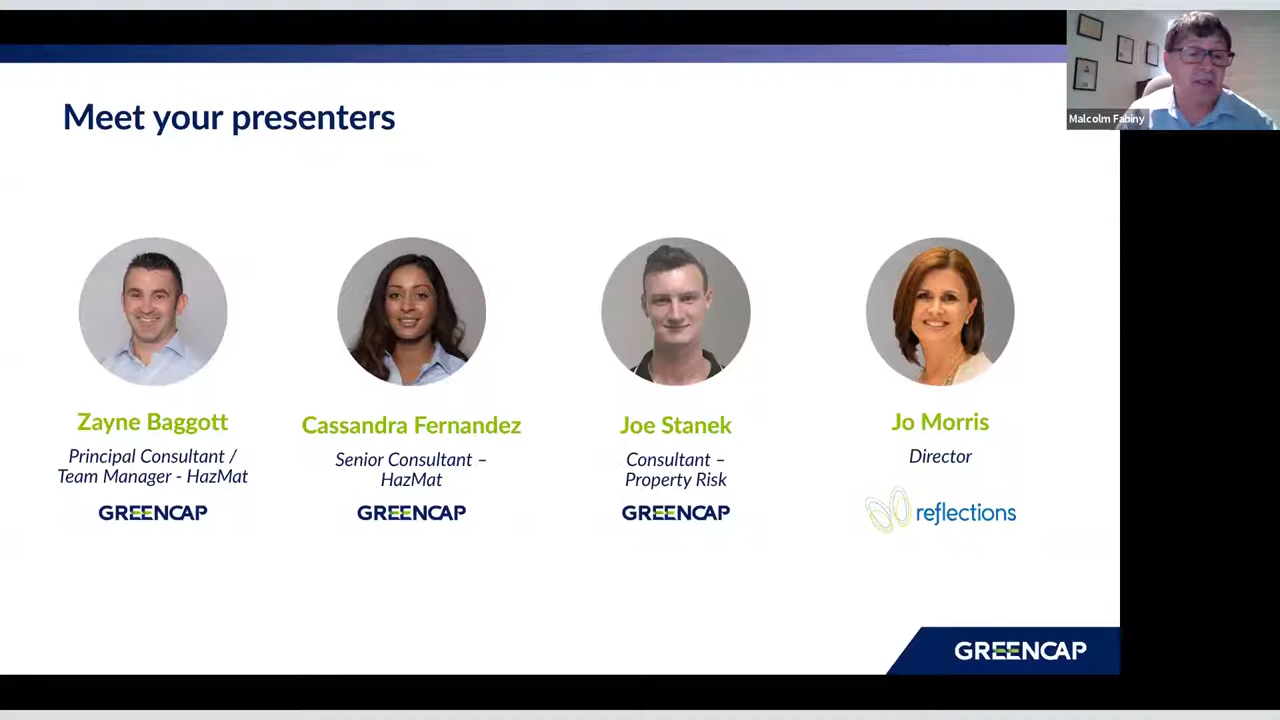 Meet your presenters
Malcolm Fabiny
Zayne Baggott
Principal Consultant /
Team Manager - HazMat
GREENCAP
Cassandra Fernandez
Senior Consultant –
HazMat
GREENCAP
Joe Stanek
Consultant –
Property Risk
GREENCAP
Jo Morris
Director
reflections
GREENCAP